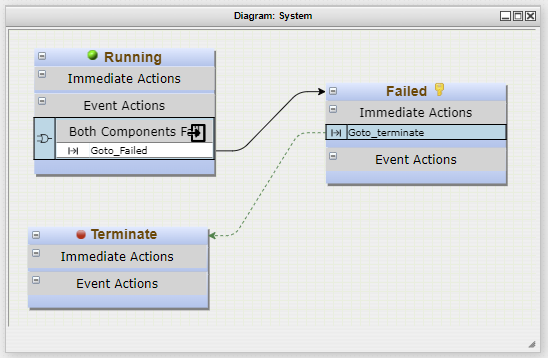 Diagram: System
Running
Immediate Actions
Event Actions
Both Components F
Goto_Failed
Failed
Immediate Actions
Goto_terminate
Event Actions
Terminate
Immediate Actions
Event Actions